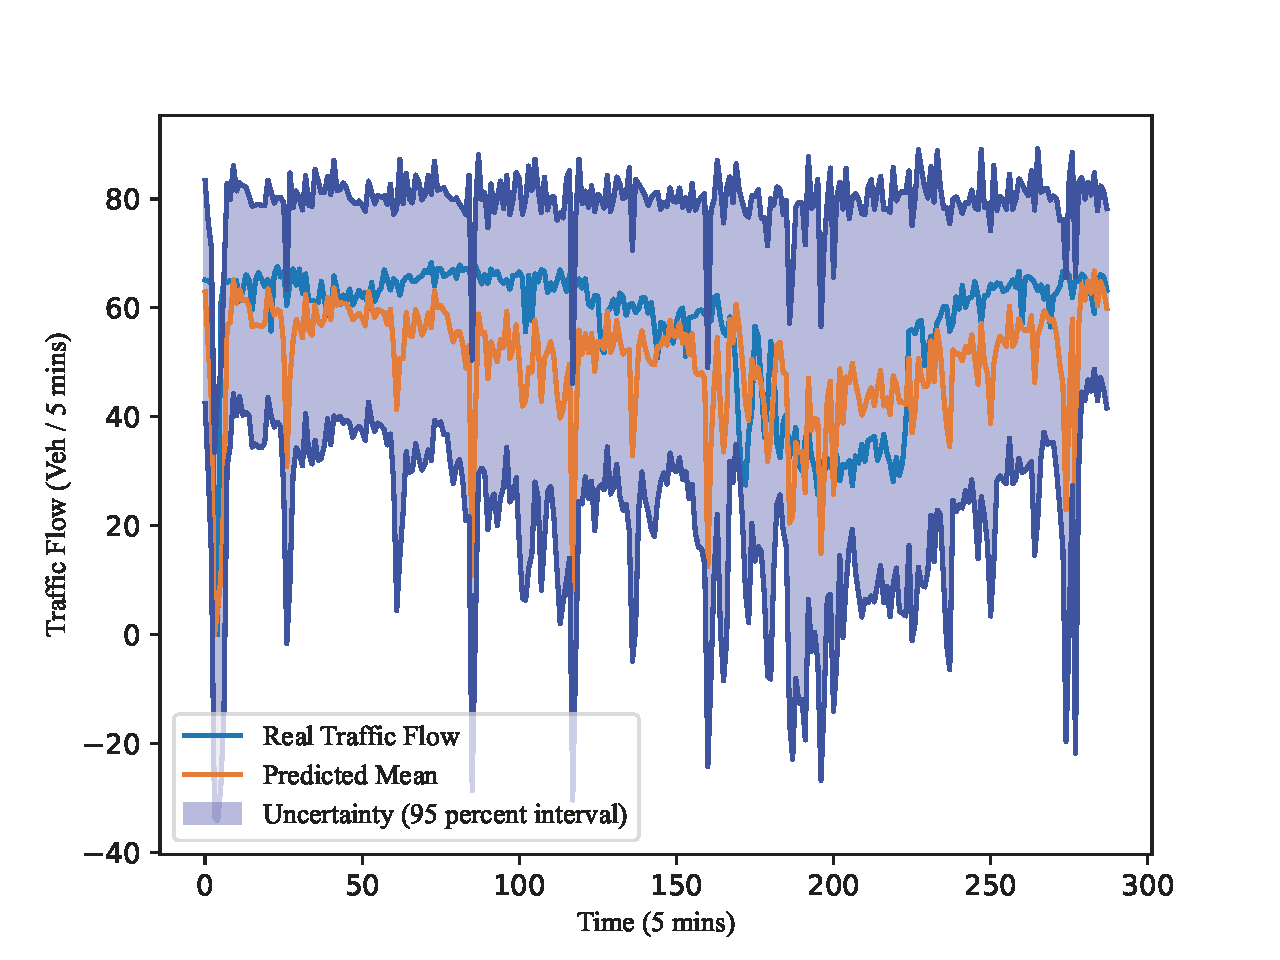 Traffic Flow (Veh / 5 mins)
80
60
40
20
0
−20
−40
Real Traffic Flow
Predicted Mean
Uncertainty (95 percent interval)
0 50 100 150 200 250 300
Time (5 mins)